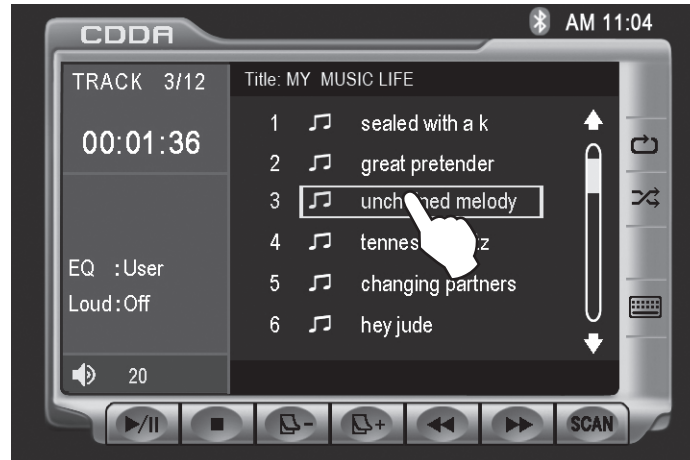 CDDA
AM 11:04
TRACK 3/12
00:01:36
EQ :User
Loud:Off
20
Title: MY MUSIC LIFE
1 sealed with a k
2 great pretender
3 melody
4
5 changing partners
6 hey jude
SCAN